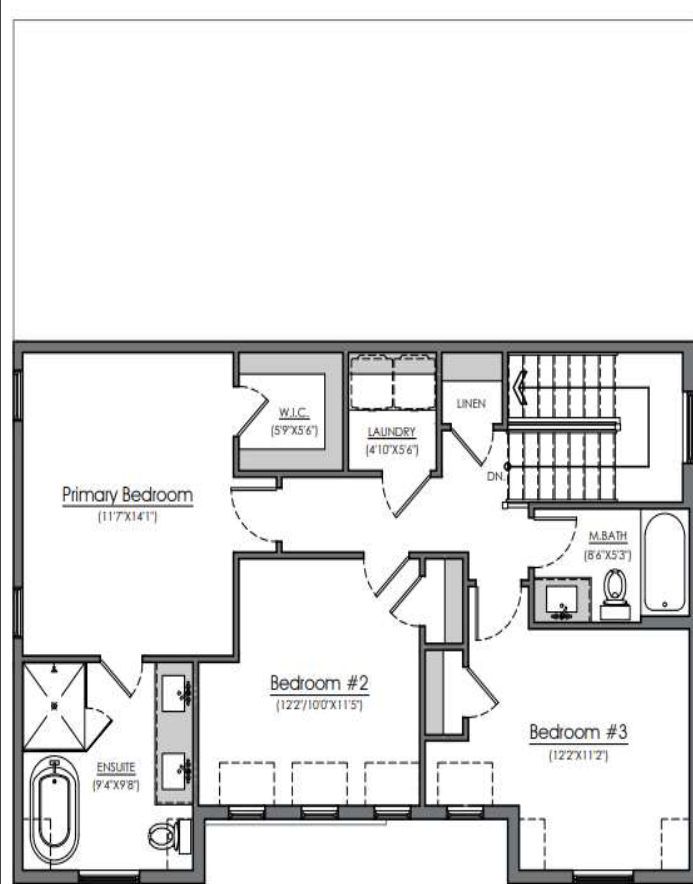 W.I.C.
(5'9"X5'6")
LINEN
LAUNDRY
(4'10"X5'6")
DN.
Primary Bedroom
(11'7"X14'1")
M.BATH
(8'6"X5'3")
Bedroom #2
(12'2"/10'0"X11'5")
Bedroom #3
(12'2"X11'2")
ENSUITE
(9'4"X9'8")